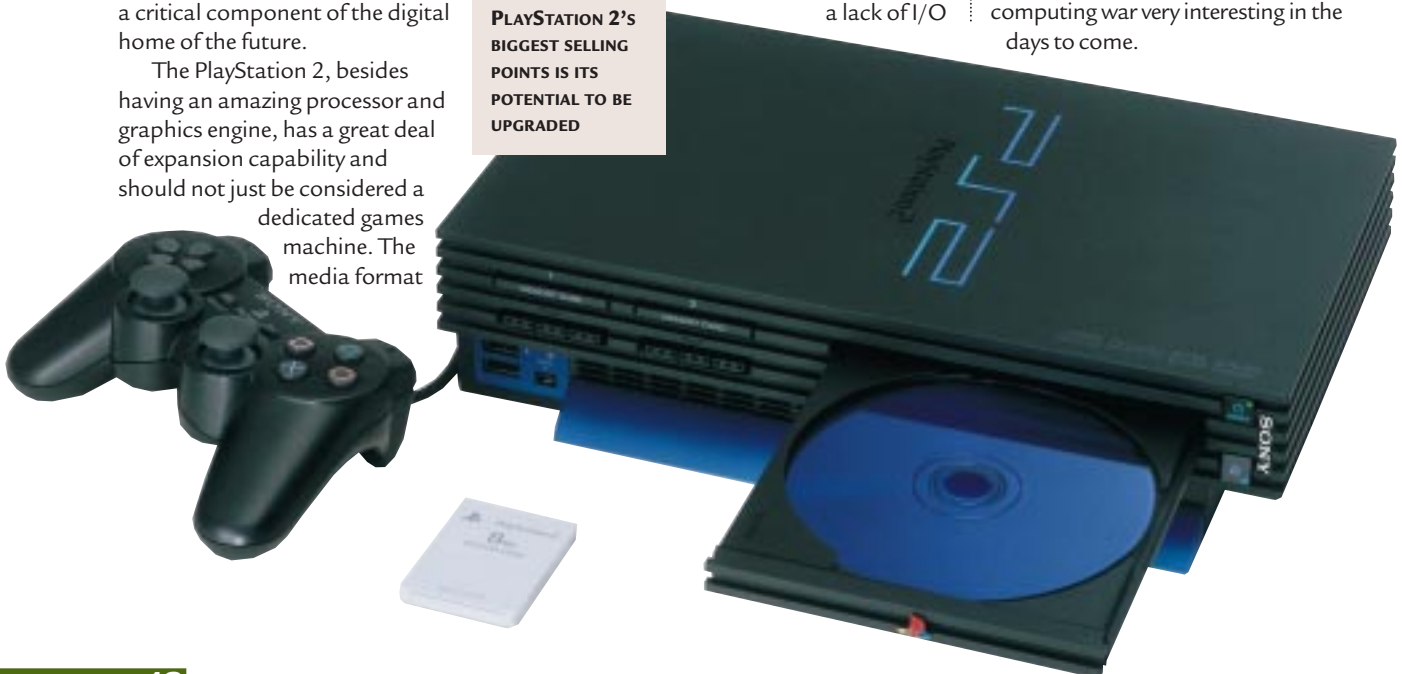 a critical component of the digital
home of the future.
The PlayStation 2, besides
having an amazing processor and
graphics engine, has a great deal
of expansion capability and
should not just be considered a
dedicated games
machine. The
media format
PLAYSTATION 2’S
BIGGEST SELLING
POINTS IS ITS
POTENTIAL TO BE
UPGRADED
a lack of I/O
computing war very interesting in the
days to come.
PS2
PlayStation 2
SONY